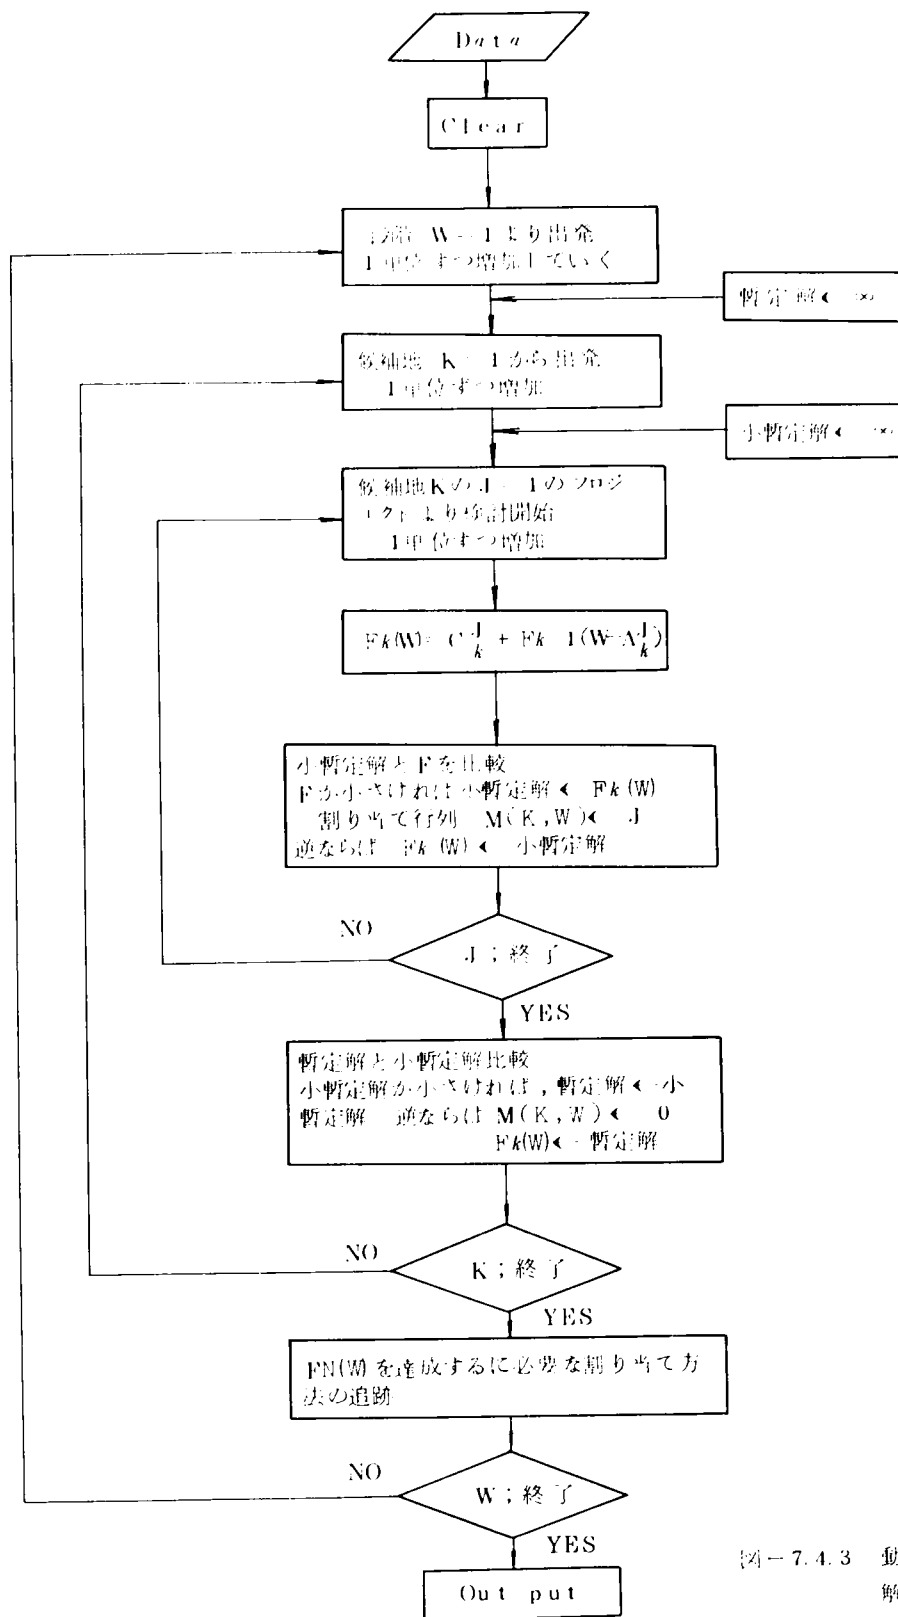 Data
Clear
W=1より出発
1単位ずつ増加していく
暫定解← ∞
候補地 K=1から出発
1単位ずつ増加
小暫定解← ∞
候補地KのJ=1のプロジ
ェクトより検討開始
1単位ずつ増加
Fk(W)=C^J_k + Fk-1(W-A^J_k)
小暫定解とFを比較
Fが小さければ小暫定解← Fk(W)
割り当て行列 M(K,W)← J
逆ならば Fk(W)← 小暫定解
NO
J;終了
YES
暫定解と小暫定解比較
小暫定解が小さければ,暫定解←小
暫定解 逆ならば M(K,W)← 0
Fk(W)←暫定解
NO
K;終了
YES
FN(W)を達成するに必要な割り当て方
法の追跡
NO
W;終了
YES
Out put
図-7.4.3 動
解